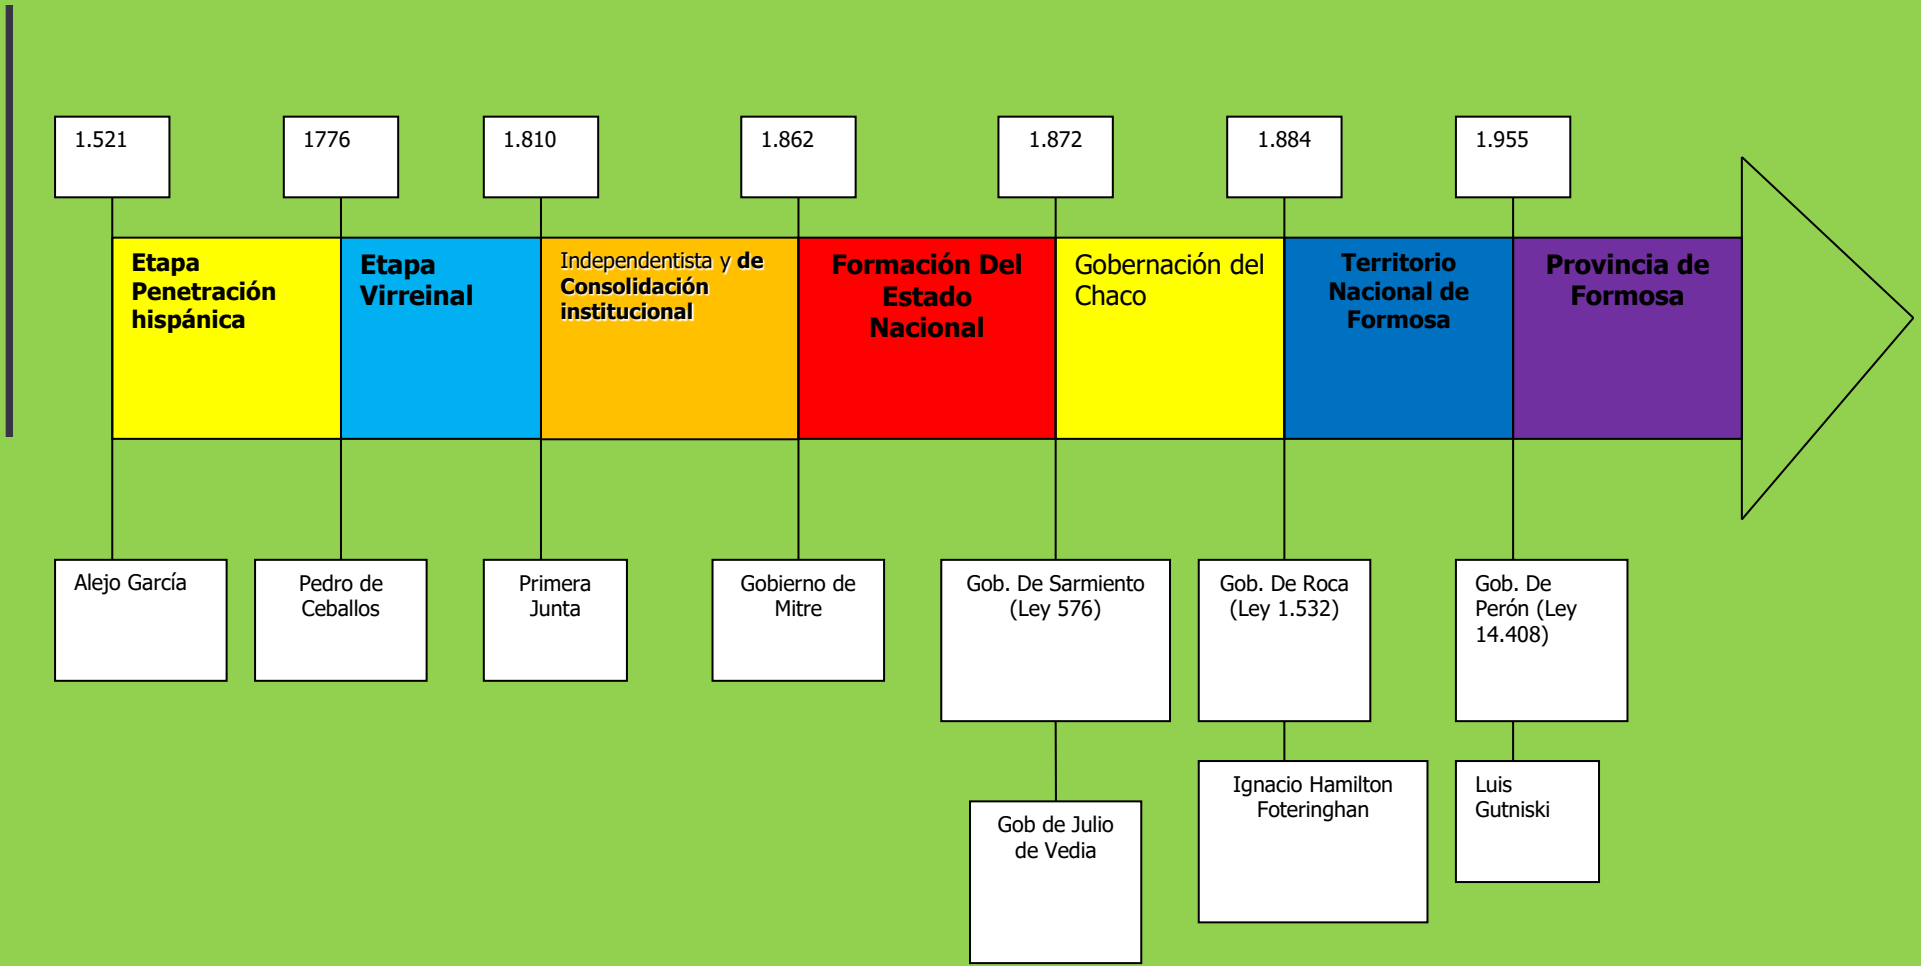 1.521
1776
1.810
1.862
1.872
1.884
1.955
Etapa
Penetración
hispánica
Etapa
Virreinal
Independentista y de
Consolidación
institucional
Formación Del
Estado
Nacional
Gobernación del
Chaco
Territorio
Nacional de
Formosa
Provincia de
Formosa
Alejo García
Pedro de
Ceballos
Primera
Junta
Gobierno de
Mitre
Gob. De Sarmiento
(Ley 576)
Gob. De Roca
(Ley 1.532)
Gob. De
Perón (Ley
14.408)
Gob de Julio
de Vedia
Ignacio Hamilton
Foteringhan
Luis
Gutniski